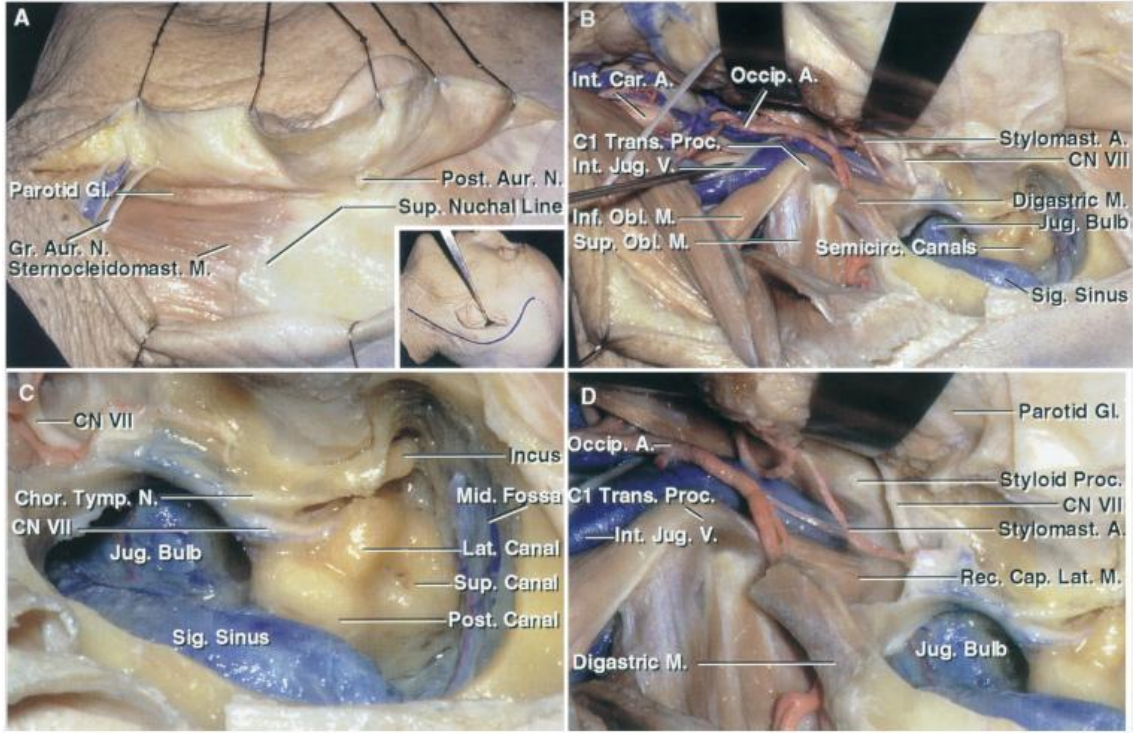 A
Parotid Gl.
Post. Aur. N.
Sup. Nuchal Line
Gr. Aur. N.
Sternocleidomast. M.
B
Int. Car. A.
Occip. A.
C1 Trans. Proc.
Stylomast. A.
Int. Jug. V.
CN VII
Digastric M.
Inf. Obl. M.
Jug. Bulb
Sup. Obl. M.
Semicirc. Canals
Sig. Sinus
C
CN VII
Incus
Chor. Tymp. N.
Mid. Fossa
CN VII
Jug. Bulb
Lat. Canal
Sup. Canal
Post. Canal
Sig. Sinus
D
Parotid Gl.
Occip. A.
Styloid Proc.
C1 Trans. Proc.
CN VII
Int. Jug. V.
Stylomast. A.
Rec. Cap. Lat. M.
Jug. Bulb
Digastric M.